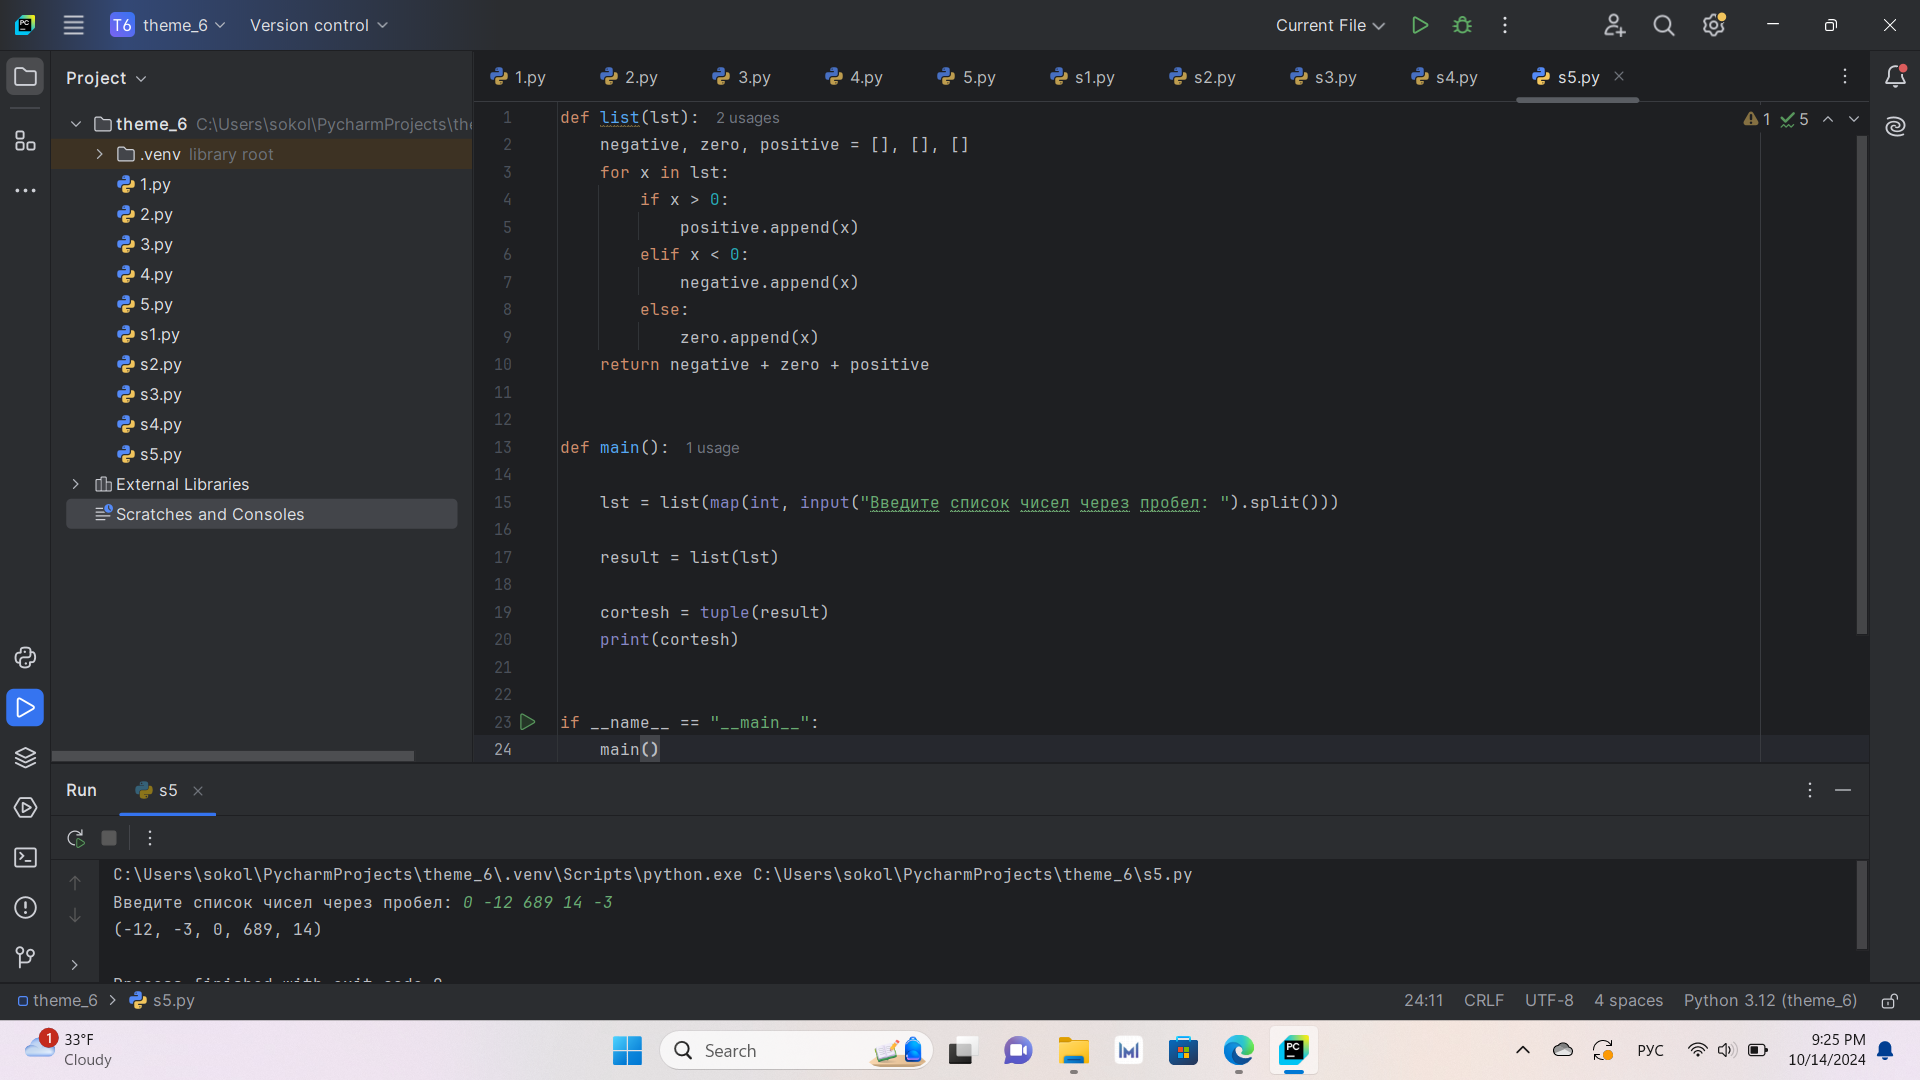 T6 theme_6 Version control Current File
Project
1.py 2.py 3.py 4.py 5.py s1.py s2.py s3.py s4.py s5.py
theme_6 C:\Users\sokol\PycharmProjects\the
.venv library root
1.py
2.py
3.py
4.py
5.py
s1.py
s2.py
s3.py
s4.py
s5.py
External Libraries
Scratches and Consoles
1 5
1 def list(lst): 2 usages
2 negative, zero, positive = [], [], []
3 for x in lst:
4 if x > 0:
5 positive.append(x)
6 elif x < 0:
7 negative.append(x)
8 else:
9 zero.append(x)
10 return negative + zero + positive
11
12
13 def main(): 1 usage
14
15 lst = list(map(int, input("Введите список чисел через пробел: ").split()))
16
17 result = list(lst)
18
19 cortesh = tuple(result)
20 print(cortesh)
21
22
23 if __name__ == "__main__":
24 main()
Run s5
C:\Users\sokol\PycharmProjects\theme_6\.venv\Scripts\python.exe C:\Users\sokol\PycharmProjects\theme_6\s5.py
Введите список чисел через пробел: 0 -12 689 14 -3
(-12, -3, 0, 689, 14)
Process finished with exit code 0
theme_6 s5.py 24:11 CRLF UTF-8 4 spaces Python 3.12 (theme_6)
1 33°F
Cloudy
Search
PC
РУС
9:25 PM
10/14/2024